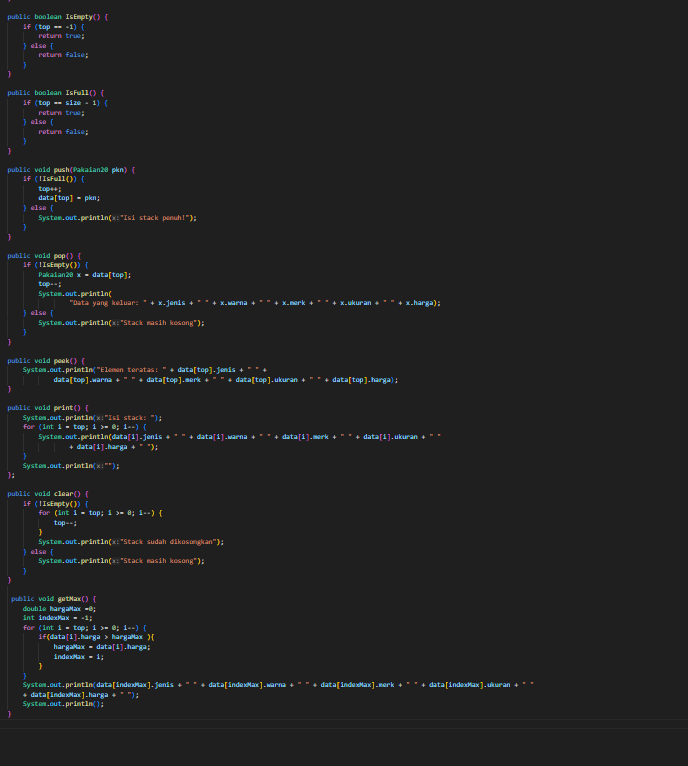 public boolean IsEmpty() {
if (top == -1) {
return true;
} else {
return false;
}
}
public boolean IsFull() {
if (top == size - 1) {
return true;
} else {
return false;
}
}
public void push(Pakaian20 pkn) {
if (!IsFull()) {
top++;
data[top] = pkn;
} else {
System.out.println(x:"Isi stack penuh!");
}
}
public void pop() {
if (!IsEmpty()) {
Pakaian20 x = data[top];
top--;
System.out.println(
"Data yang keluar: " + x.jenis + " " + x.warna + " " + x.merk + " " + x.ukuran + " " + x.harga);
} else {
System.out.println(x:"Stack masih kosong");
}
}
public void peek() {
System.out.println("Elemen teratas: " + data[top].jenis + " " +
data[top].warna + " " + data[top].merk + " " + data[top].ukuran + " " + data[top].harga);
}
public void print() {
System.out.println(x:"Isi stack: ");
for (int i = top; i >= 0; i--) {
System.out.println(data[i].jenis + " " + data[i].warna + " " + data[i].merk + " " + data[i].ukuran + " "
+ data[i].harga + " ");
}
System.out.println(x:"");
};
public void clear() {
if (!IsEmpty()) {
for (int i = top; i >= 0; i--) {
top--;
}
System.out.println(x:"Stack sudah dikosongkan");
} else {
System.out.println(x:"Stack masih kosong");
}
}
public void getMax() {
double hargaMax =0;
int indexMax = -1;
for (int i = top; i >= 0; i--) {
if(data[i].harga > hargaMax ){
hargaMax = data[i].harga;
indexMax = i;
}
}
System.out.println(data[indexMax].jenis + " " + data[indexMax].warna + " " + data[indexMax].merk + " " + data[indexMax].ukuran + " "
+ data[indexMax].harga + " ");
System.out.println();
}